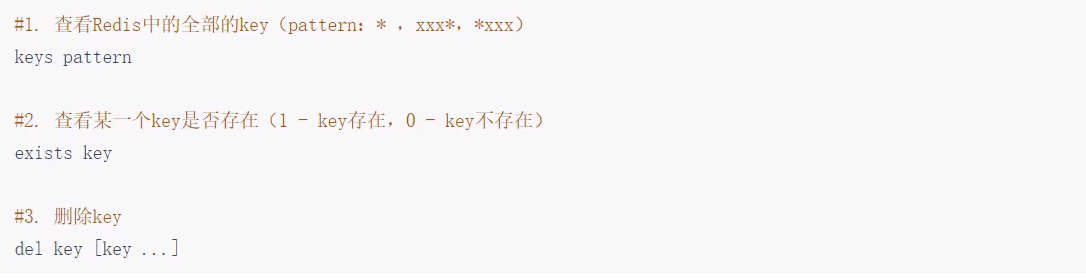 #1. 查看Redis中的全部的key（pattern：* ，xxx*，*xxx）
keys pattern
#2. 查看某一个key是否存在（1 - key存在，0 - key不存在）
exists key
#3. 删除key
del key [key ...]